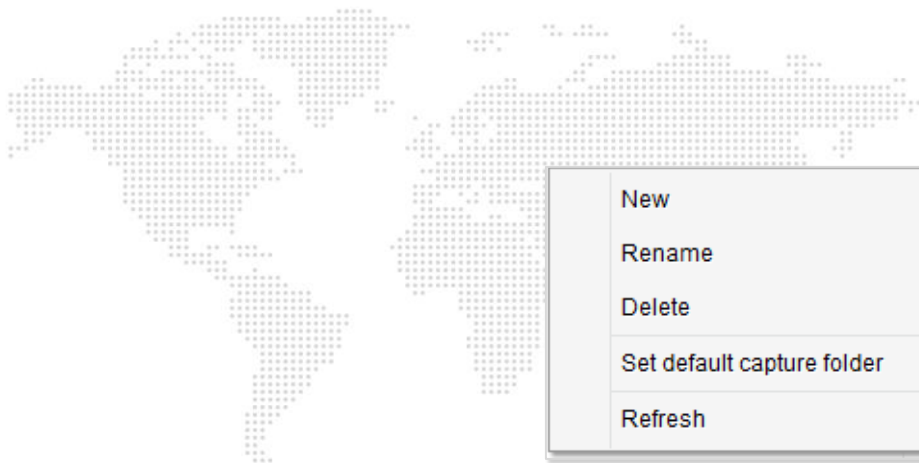 New
Rename
Delete
Set default capture folder
Refresh